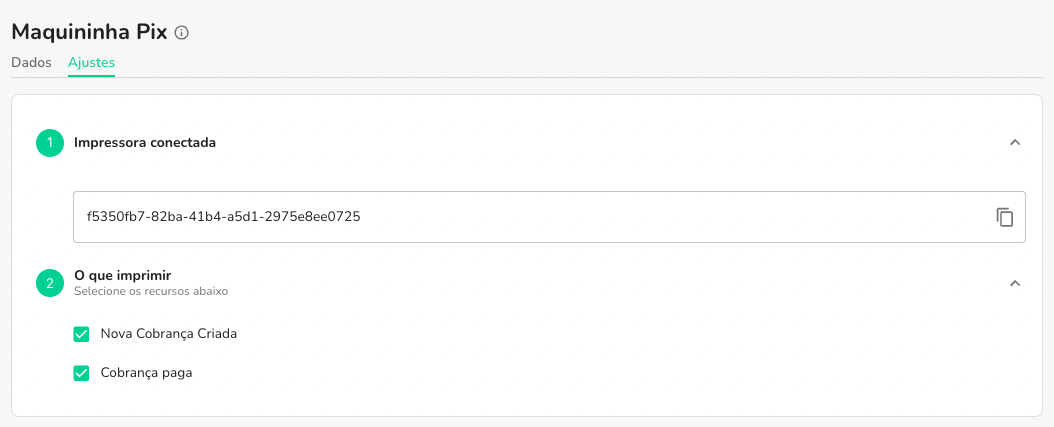 Maquininha Pix
Dados Ajustes
1 Impressora conectada
f5350fb7-82ba-41b4-a5d1-2975e8ee0725
2 O que imprimir
Selecione os recursos abaixo
Nova Cobrança Criada
Cobrança paga